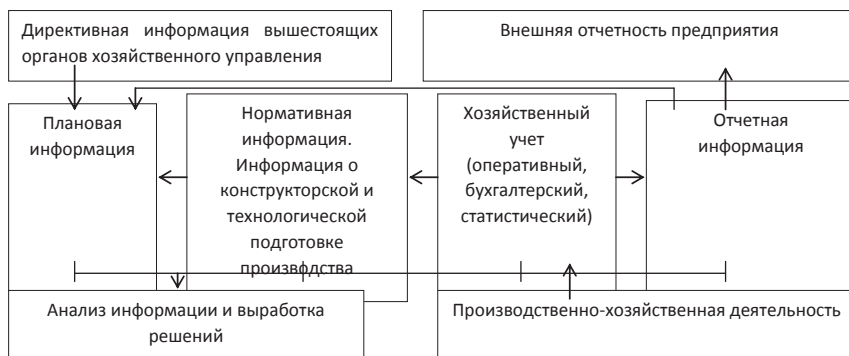 Директивная информация вышестоящих
органов хозяйственного управления
Внешняя отчетность предприятия
Плановая
информация
Нормативная
информация.
Информация о
конструкторской и
технологической
подготовке
производства
Хозяйственный
учет
(оперативный,
бухгалтерский,
статистический)
Отчетная
информация
Анализ информации и выработка
решений
Производственно-хозяйственная деятельность